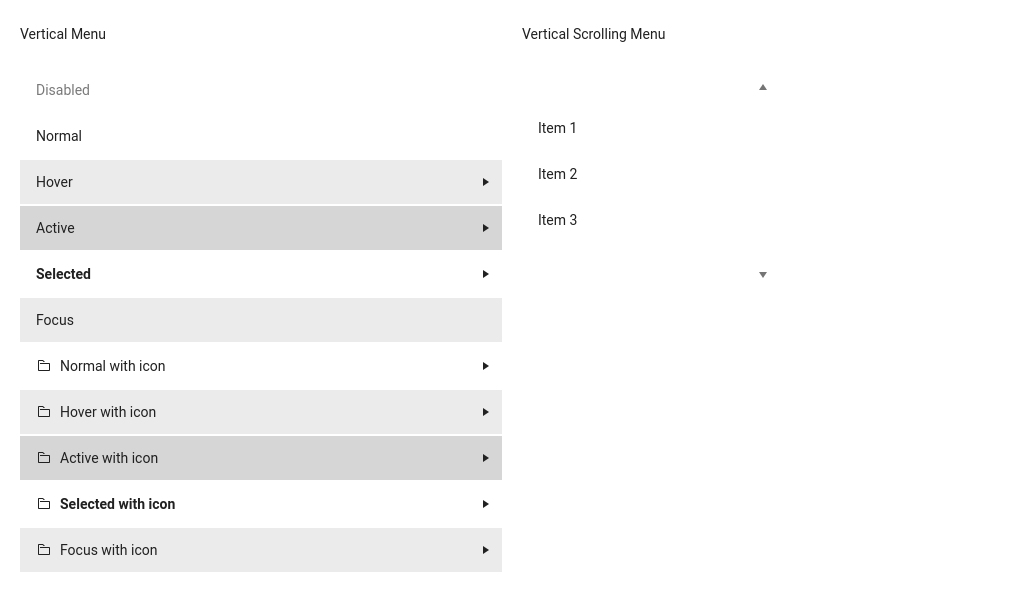 Vertical Menu
Disabled
Normal
Hover
Active
Selected
Focus
Normal with icon
Hover with icon
Active with icon
Selected with icon
Focus with icon
Vertical Scrolling Menu
Item 1
Item 2
Item 3